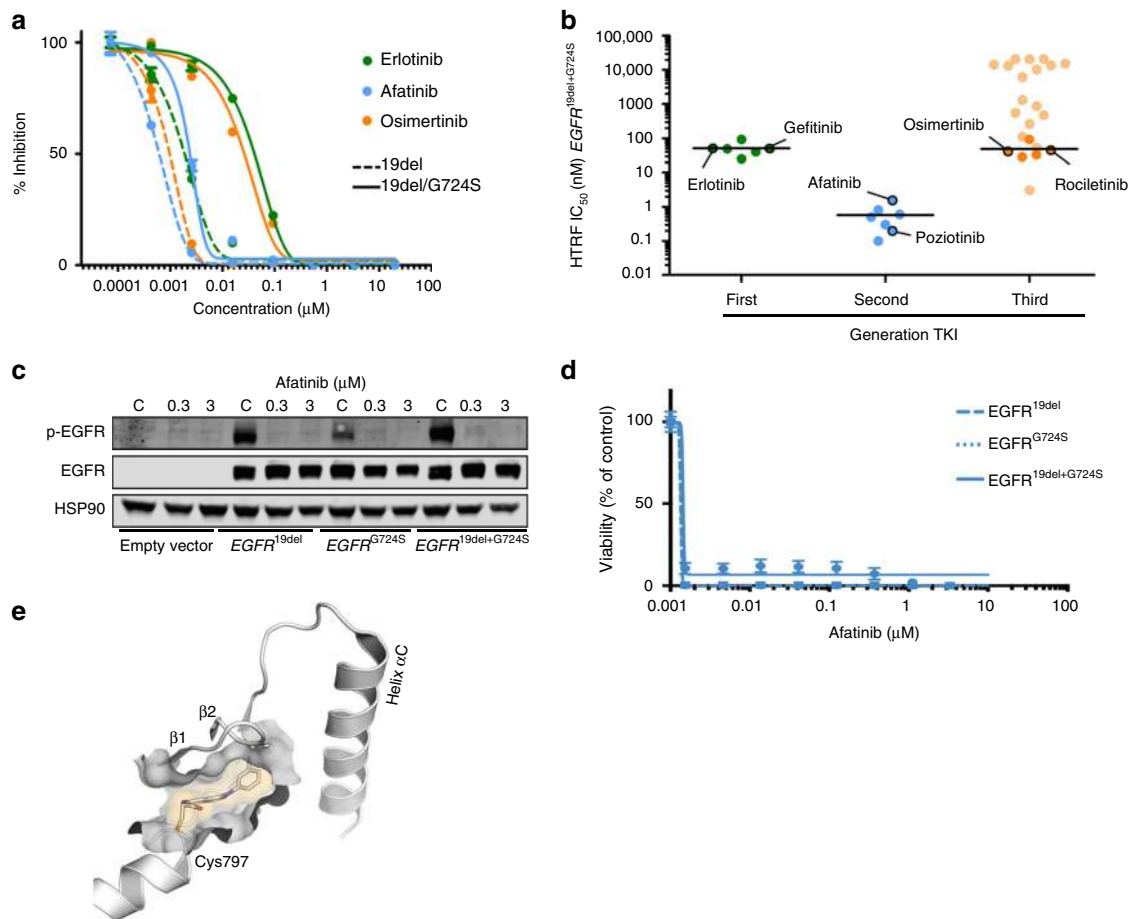 a
100
50
0
% Inhibition
0.0001 0.001 0.01 0.1 1 10 100
Concentration (μM)
Erlotinib
Afatinib
Osimertinib
19del
19del/G724S
b
100,000
10,000
1000
100
10
1
0.1
0.01
HTRF IC50 (nM) EGFR19del+G724S
Gefitinib
Erlotinib
Afatinib
Poziotinib
Osimertinib
Rociletinib
First Second Third
Generation TKI
c
Afatinib (μM)
C 0.3 3 C 0.3 3 C 0.3 3 C 0.3 3
p-EGFR
EGFR
HSP90
Empty vector EGFR19del EGFRG724S EGFR19del+G724S
d
100
50
0
Viability (% of control)
0.001 0.01 0.1 1 10 100
Afatinib (μM)
EGFR19del
EGFRG724S
EGFR19del+G724S
e
β1
β2
Helix αC
Cys797